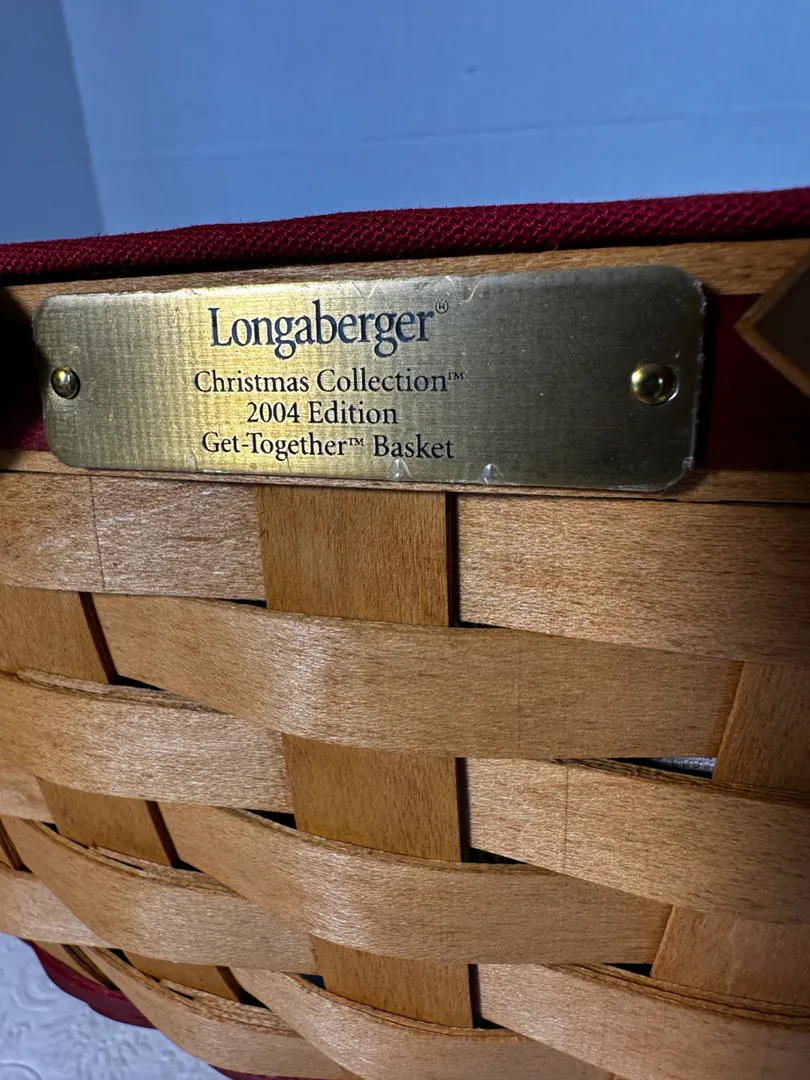 Longaberger®
Christmas Collection™
2004 Edition
Get-Together™ Basket